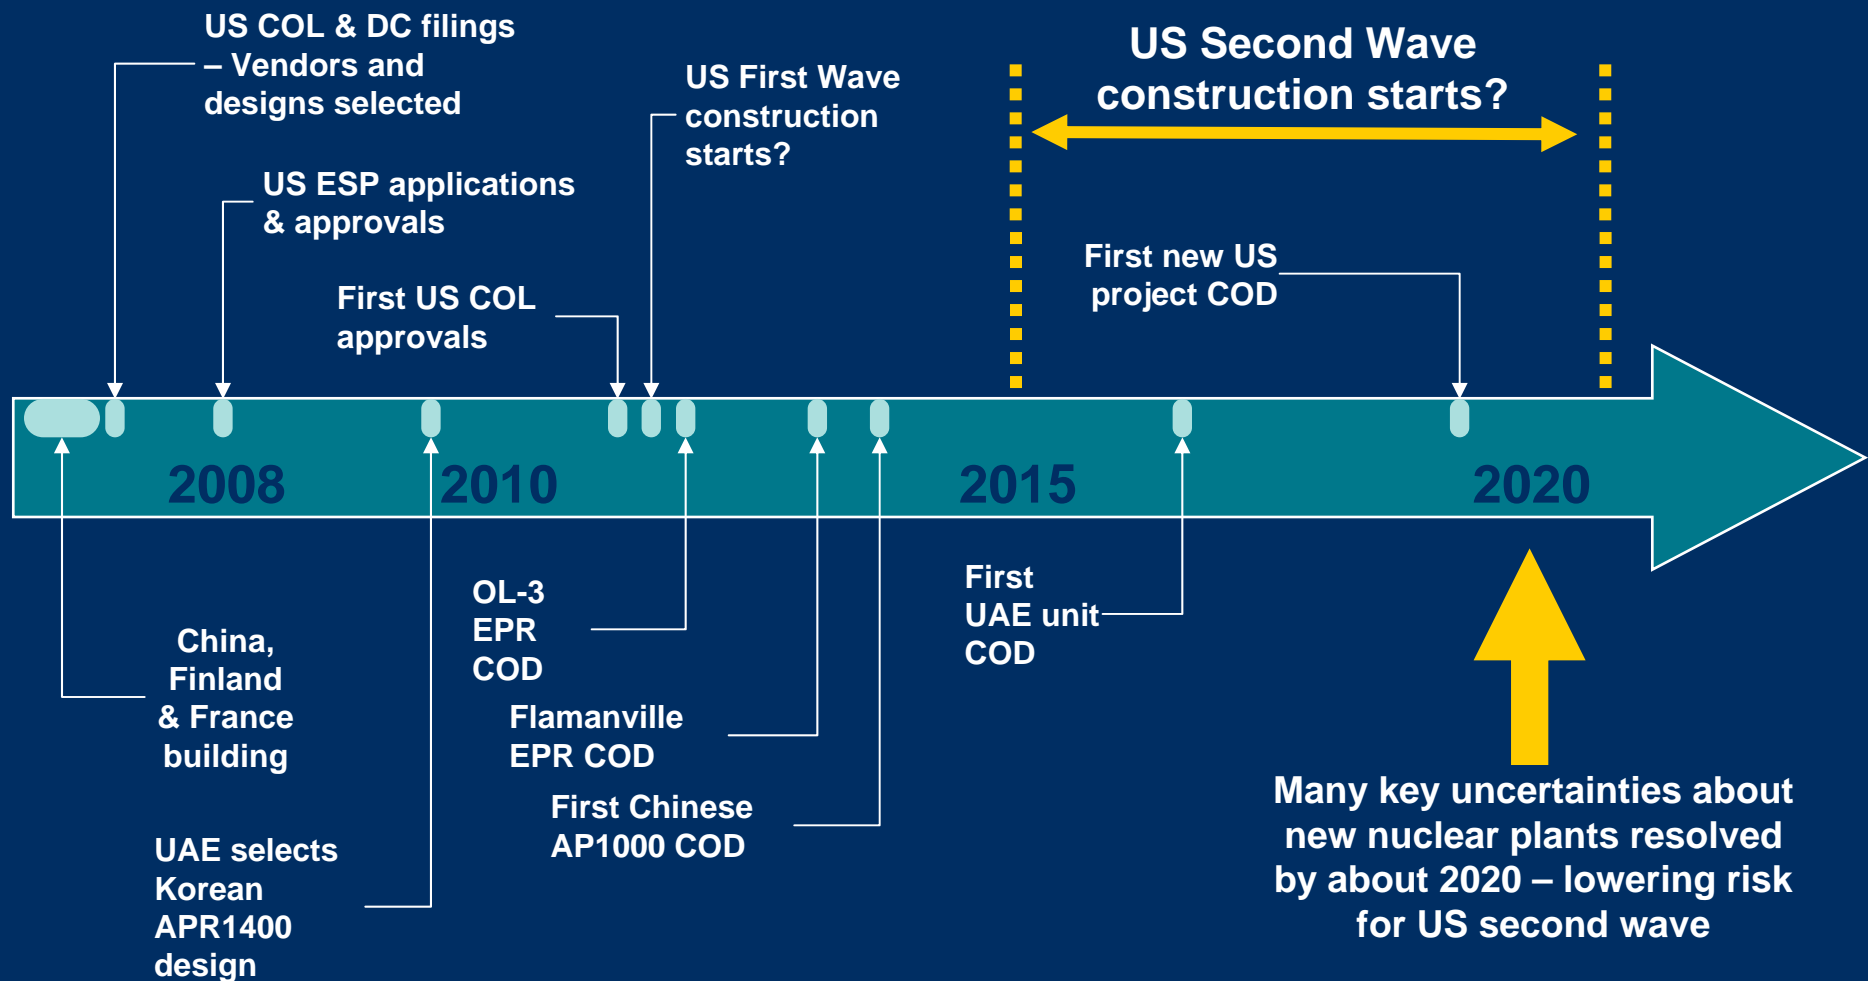 US COL & DC filings
– Vendors and
designs selected
US ESP applications
& approvals
First US COL
approvals
US First Wave
construction
starts?
US Second Wave
construction starts?
First new US
project COD
2008
2010
2015
2020
China,
Finland
& France
building
UAE selects
Korean
APR1400
design
OL-3
EPR
COD
Flamanville
EPR COD
First Chinese
AP1000 COD
First
UAE unit
COD
Many key uncertainties about
new nuclear plants resolved
by about 2020 – lowering risk
for US second wave